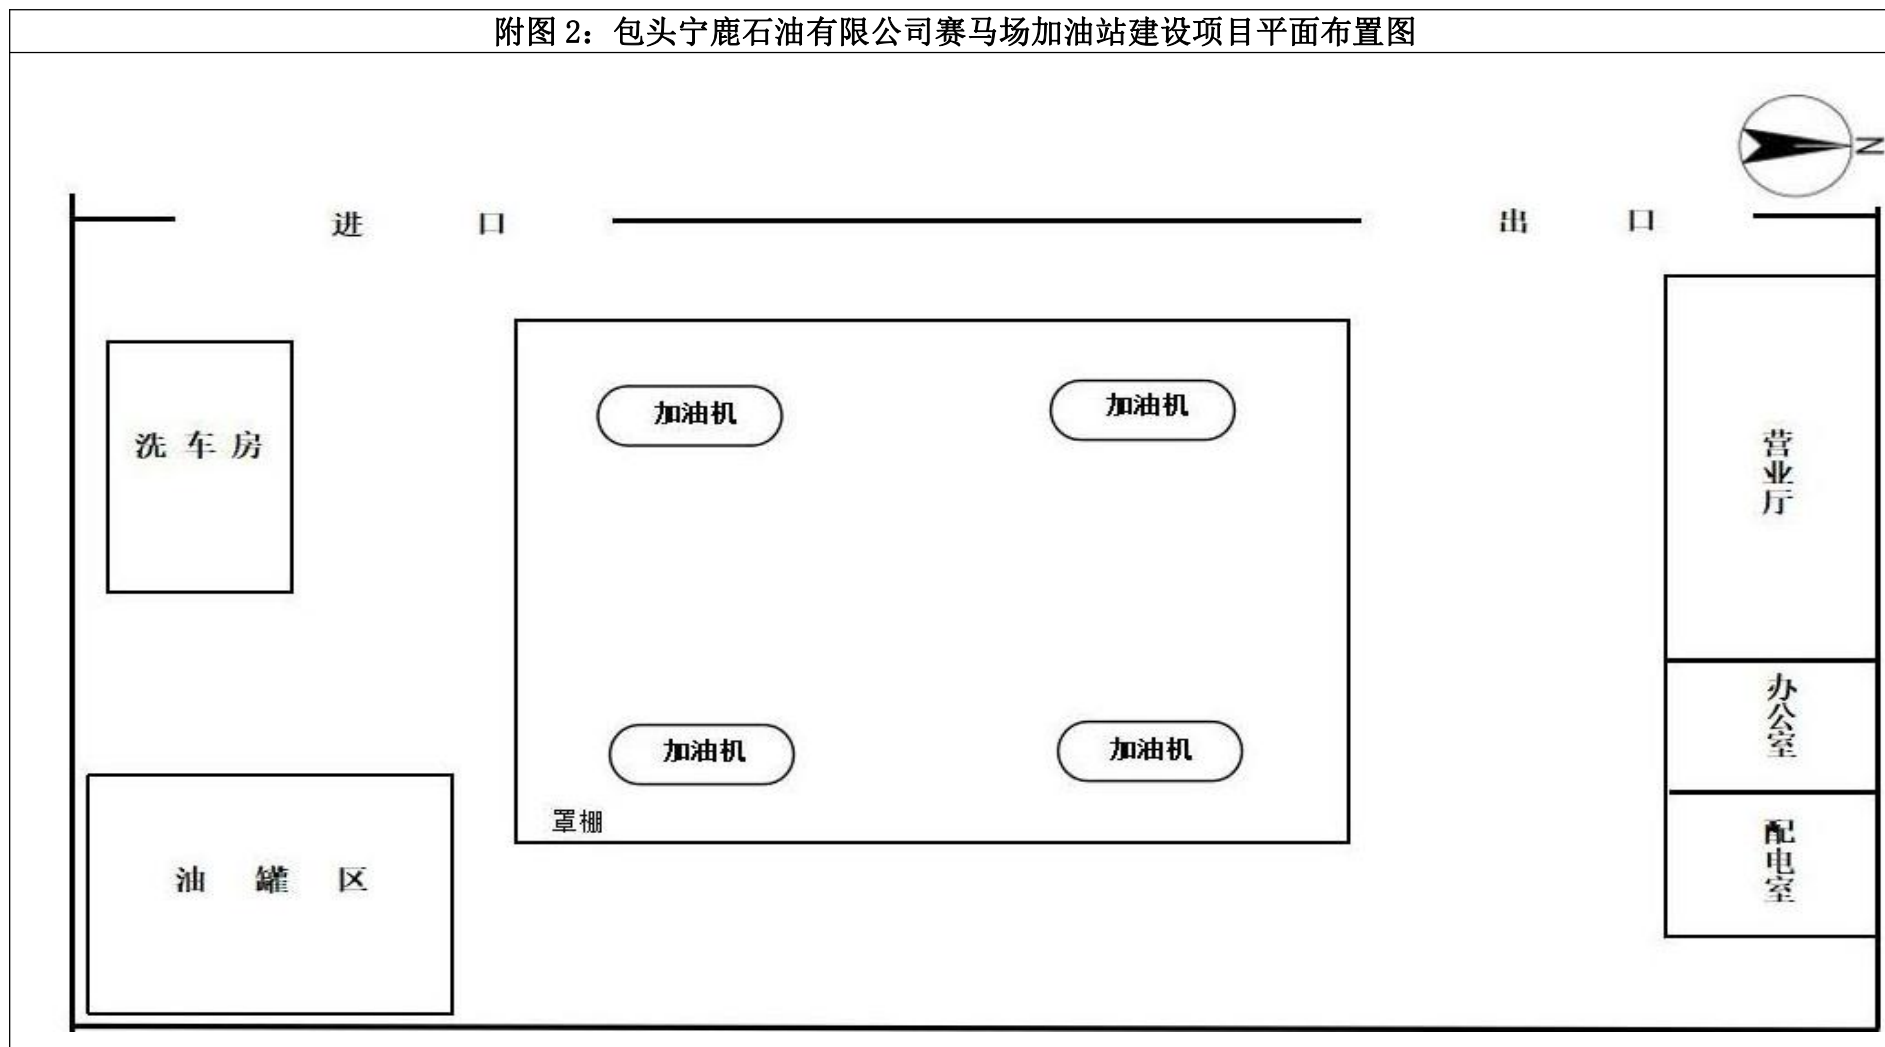 附图 2：包头宁鹿石油有限公司赛马场加油站建设项目平面布置图
N
进 口
出 口
洗车房
加油机
加油机
营业厅
加油机
加油机
办公室
罩棚
油罐区
配电室